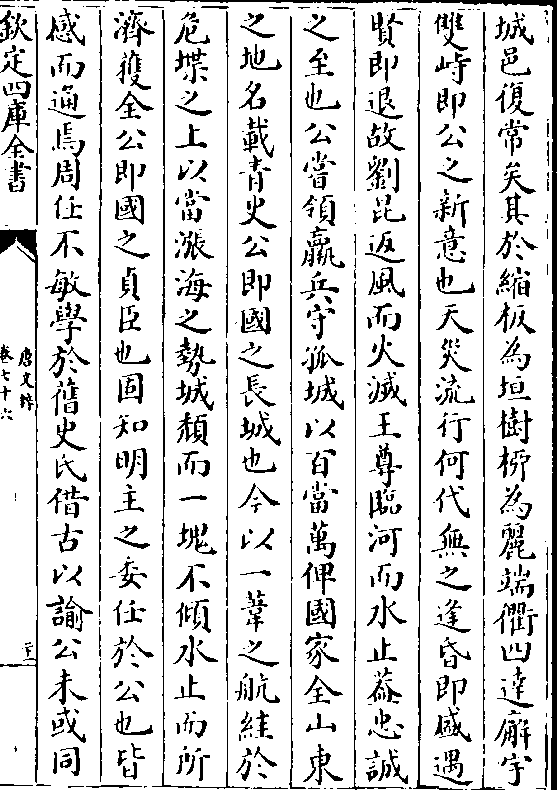 城邑復常矣其於縮板為垣樹栁為麗端衢四達廨宇
雙峙即公之新意也天災流行何代無之逢昏即感遇
賢即退故劉昆返風而火滅王尊臨河而水止葢忠誠
之至也公嘗領羸兵守孤城以百當萬俾國家全山東
之地名載青史公即國之長城也今以一葦之航維於
危堞之上以當漲海之勢城頽而一塊不傾水止而所
濟獲全公即國之貞臣也固知明主之委任於公也皆
感而通焉周任不敏學於舊史氏借古以諭公未或同
欽定四庫全書
唐文粹
卷七十六